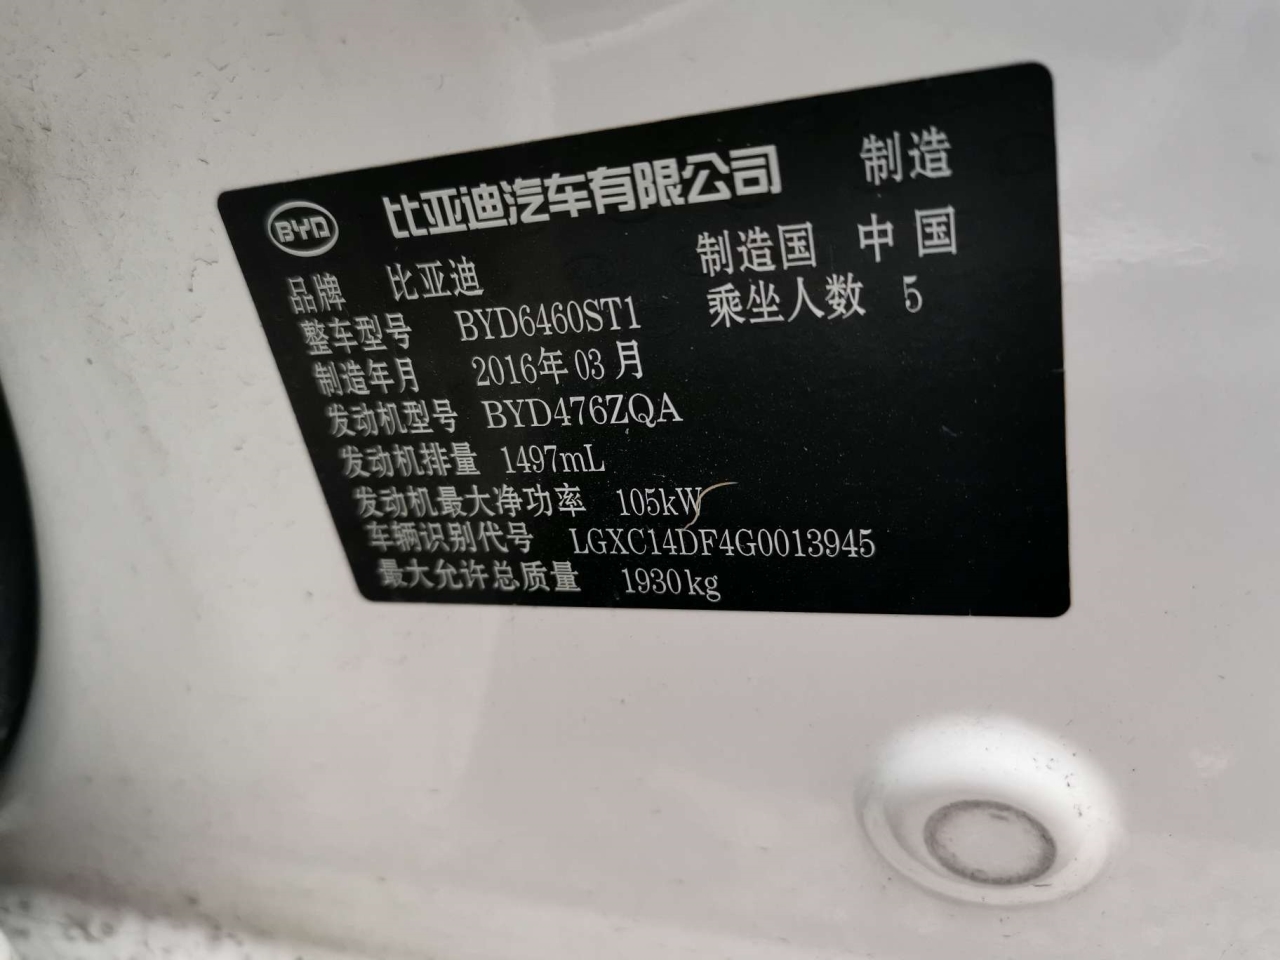 BYD 比亚迪汽车有限公司 制造
品牌 比亚迪 制造国 中国
整车型号 BYD6460ST1 乘坐人数 5
制造年月 2016年03月
发动机型号 BYD476ZQA
发动机排量 1497mL
发动机最大净功率 105kW
车辆识别代号 LGXC14DF4G0013945
最大允许总质量 1930kg